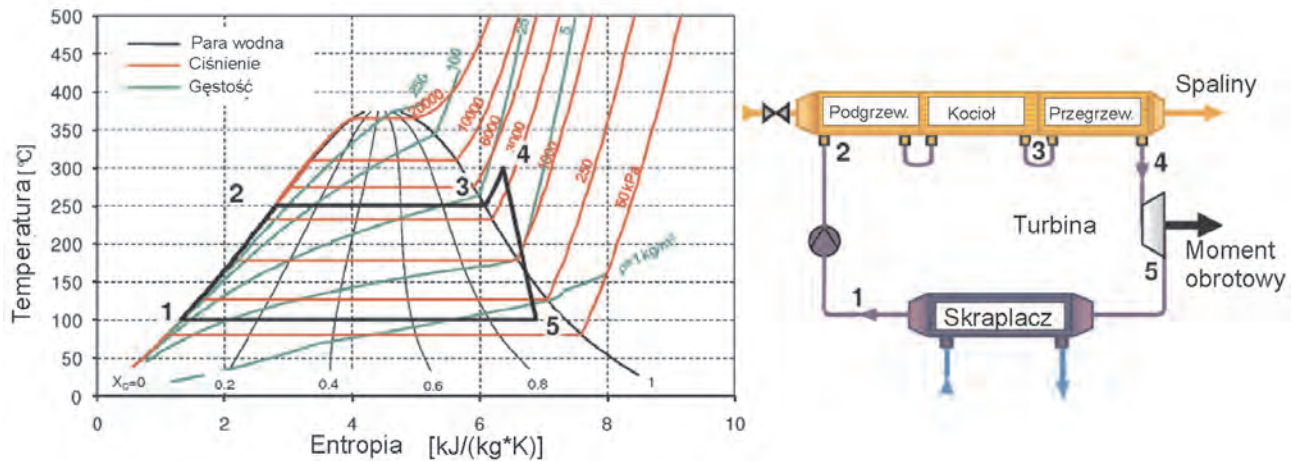 500
450
400
350
300
250
200
150
100
50
0
Temperatura [°C]
Para wodna
Ciśnienie
Gęstość
250
100
25
5
20000
10000
6000
3000
1000
250
50 kPa
ρ=1 kg/m³
1
2
3
4
5
X₀=0
0.2
0.4
0.6
0.8
1
0
2
4
6
8
10
Entropia [kJ/(kg*K)]
Spaliny
Podgrzew.
Kocioł
Przegrzew.
2
3
4
Turbina
Moment
obrotowy
5
1
Skraplacz